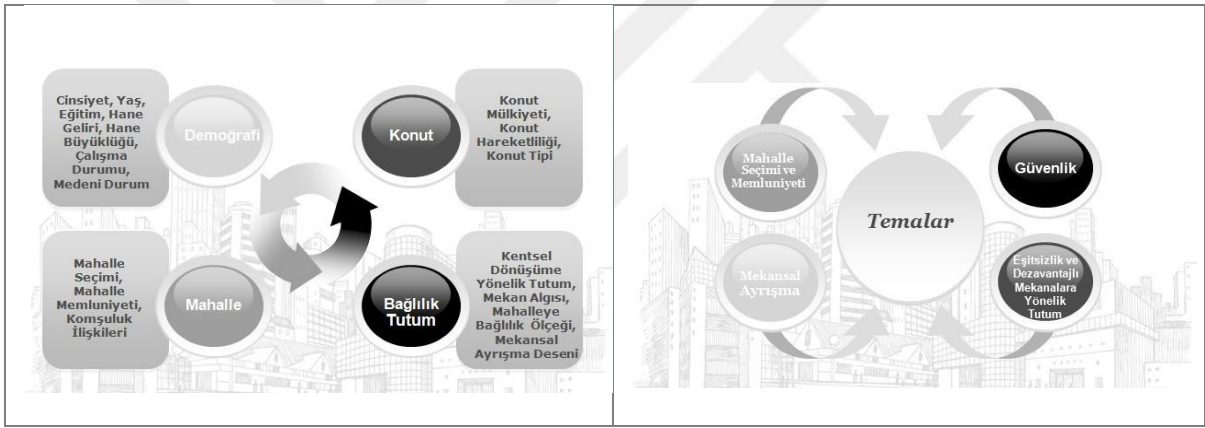 Cinsiyet, Yaş,
Eğitim, Hane
Geliri, Hane
Büyüklüğü,
Çalışma
Durumu,
Medeni Durum
Demoğrafi
Konut
Konut
Mülkiyeti,
Konut
Hareketliliği,
Konut Tipi
Mahalle
Seçimi,
Mahalle
Memluniyeti,
Komşuluk
İlişkileri
Mahalle
Bağlılık
Tutum
Kentsel
Dönüşüme
Yönelik Tutum,
Mekan Algısı,
Mahalleye
Bağlılık Ölçeği,
Mekansal
Ayrışma Deseni
Mahalle
Seçimi ve
Memluniyeti
Güvenlik
Temalar
Mekansal
Ayrışma
Eşitsizlik ve
Dezavantajlı
Mekanalara
Yönelik
Tutum